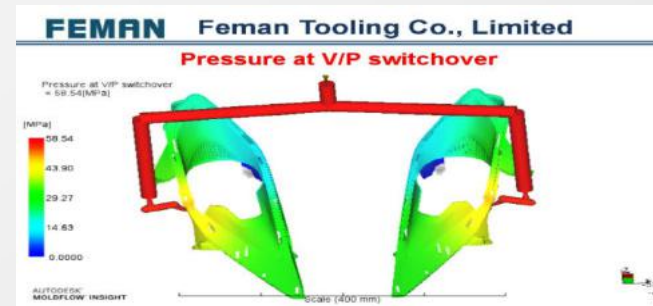 FEMAN Feman Tooling Co., Limited
Pressure at V/P switchover
Pressure at V/P switchover
= 58.54[MPa]
[MPa]
58.54
43.90
29.27
14.63
0.0000
AUTODESK
MOLDFLOW INSIGHT
Scale (400 mm)